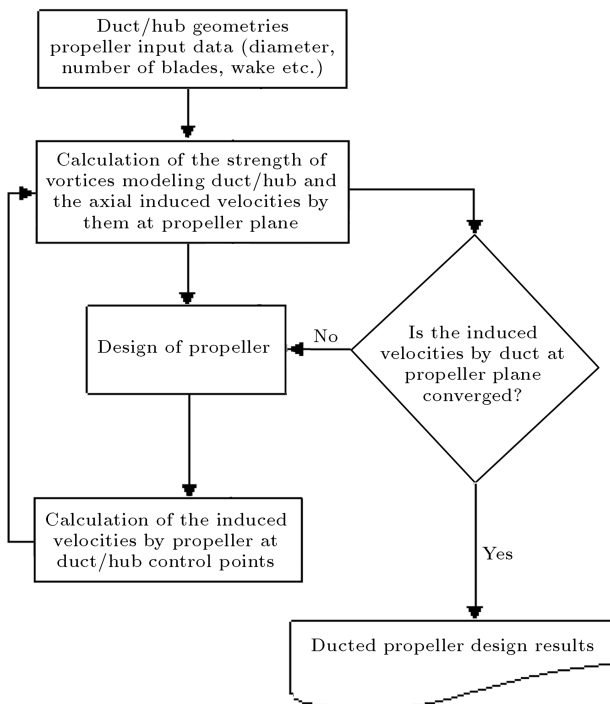 Duct/hub geometries
propeller input data (diameter,
number of blades, wake etc.)
Calculation of the strength of
vortices modeling duct/hub and
the axial induced velocities by
them at propeller plane
Design of propeller
No
Is the induced
velocities by duct at
propeller plane
converged?
Calculation of the induced
velocities by propeller at
duct/hub control points
Yes
Ducted propeller design results